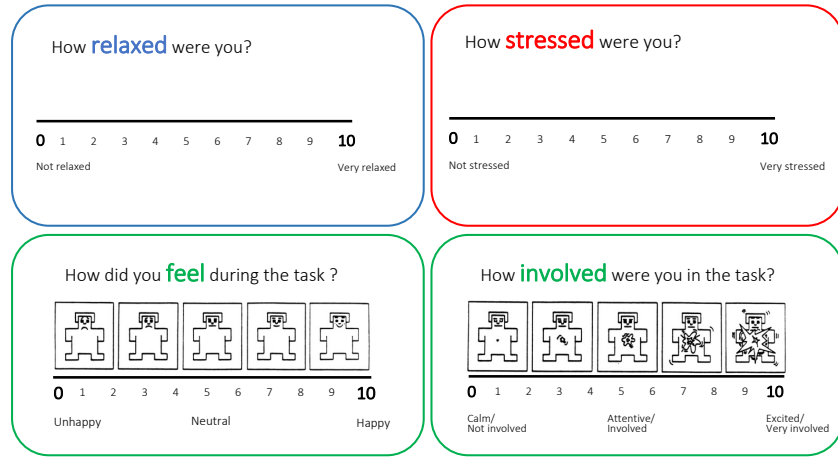 How relaxed were you?
0 1 2 3 4 5 6 7 8 9 10
Not relaxed Very relaxed
How stressed were you?
0 1 2 3 4 5 6 7 8 9 10
Not stressed Very stressed
How did you feel during the task ?
0 1 2 3 4 5 6 7 8 9 10
Unhappy Neutral Happy
How involved were you in the task?
0 1 2 3 4 5 6 7 8 9 10
Calm/ Attentive/ Excited/
Not involved Involved Very involved